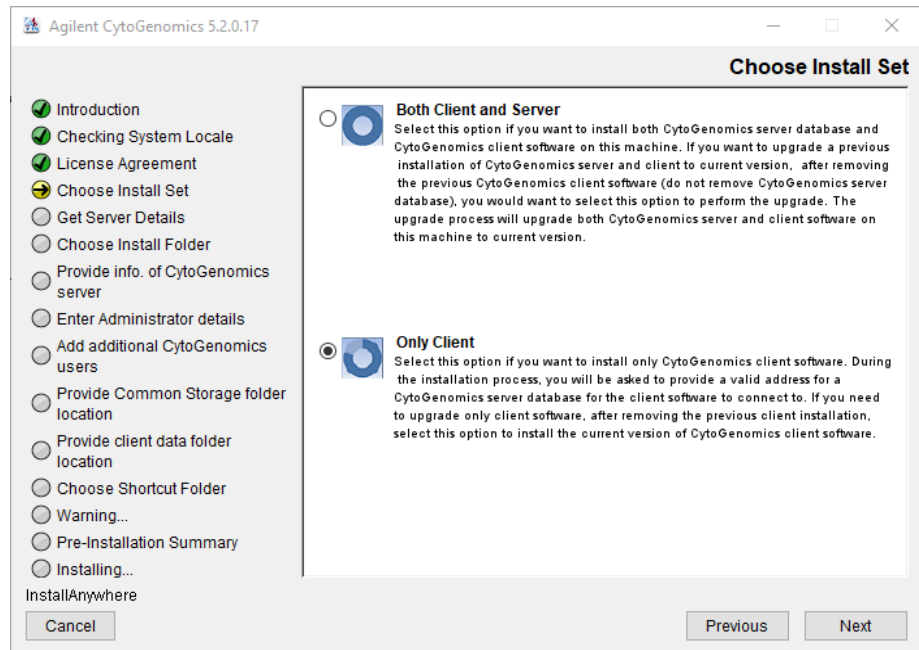 Agilent CytoGenomics 5.2.0.17
Choose Install Set
Introduction
Checking System Locale
License Agreement
Choose Install Set
Get Server Details
Choose Install Folder
Provide info. of CytoGenomics
server
Enter Administrator details
Add additional CytoGenomics
users
Provide Common Storage folder
location
Provide client data folder
location
Choose Shortcut Folder
Warning...
Pre-Installation Summary
Installing...
Both Client and Server
Select this option if you want to install both CytoGenomics server database and
CytoGenomics client software on this machine. If you want to upgrade a previous
installation of CytoGenomics server and client to current version, after removing
the previous CytoGenomics client software (do not remove CytoGenomics server
database), you would want to select this option to perform the upgrade. The
upgrade process will upgrade both CytoGenomics server and client software on
this machine to current version.
Only Client
Select this option if you want to install only CytoGenomics client software. During
the installation process, you will be asked to provide a valid address for a
CytoGenomics server database for the client software to connect to. If you need
to upgrade only client software, after removing the previous client installation,
select this option to install the current version of CytoGenomics client software.
InstallAnywhere
Cancel
Previous
Next